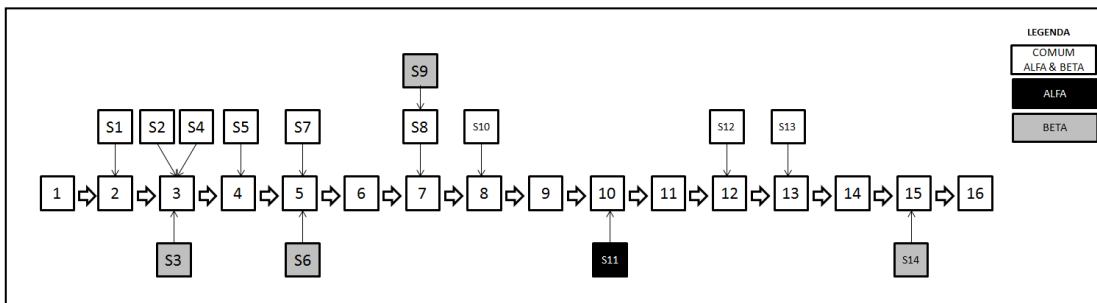 LEGENDA
COMUM
ALFA & BETA
ALFA
BETA
S9
S1 S2 S4 S5 S7 S8 S10 S12 S13
1 2 3 4 5 6 7 8 9 10 11 12 13 14 15 16
S3 S6 S11 S14